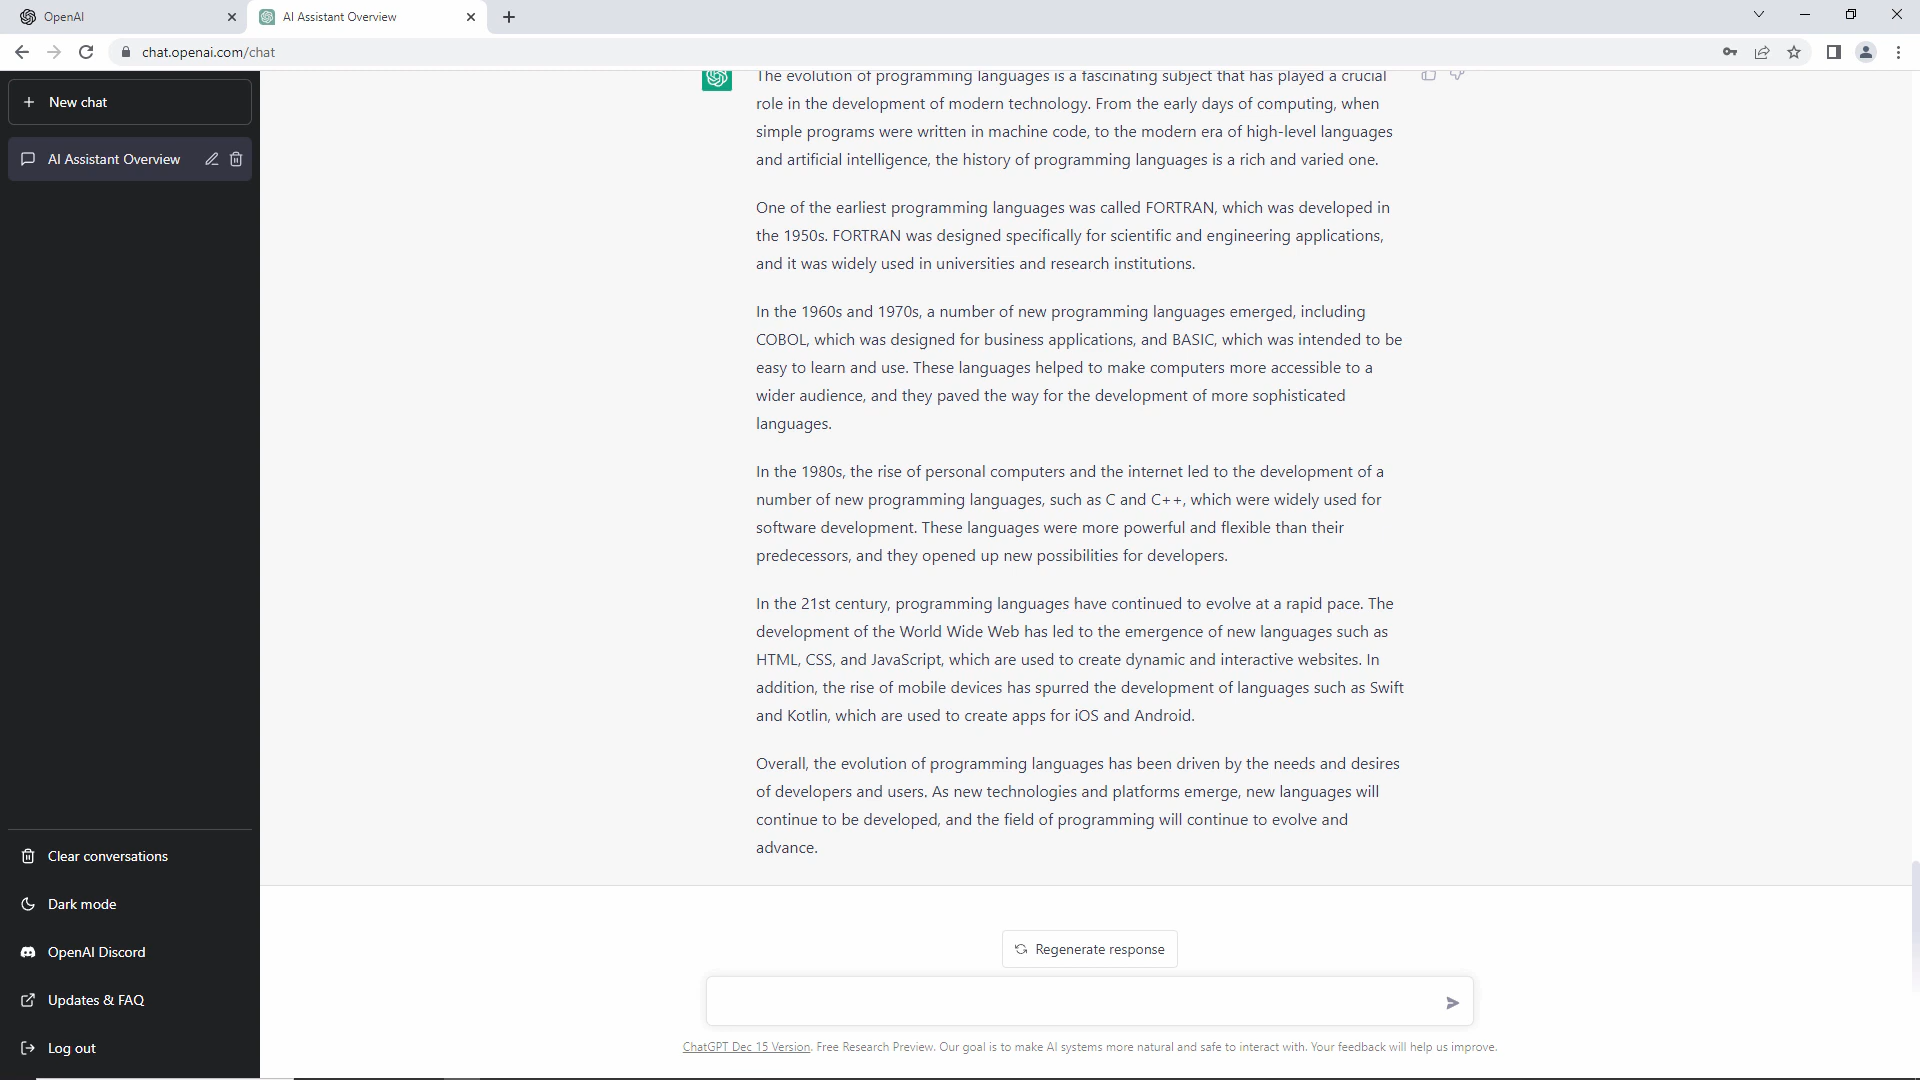 OpenAI
AI Assistant Overview
chat.openai.com/chat
New chat
AI Assistant Overview
The evolution of programming languages is a fascinating subject that has played a crucial
role in the development of modern technology. From the early days of computing, when
simple programs were written in machine code, to the modern era of high-level languages
and artificial intelligence, the history of programming languages is a rich and varied one.
One of the earliest programming languages was called FORTRAN, which was developed in
the 1950s. FORTRAN was designed specifically for scientific and engineering applications,
and it was widely used in universities and research institutions.
In the 1960s and 1970s, a number of new programming languages emerged, including
COBOL, which was designed for business applications, and BASIC, which was intended to be
easy to learn and use. These languages helped to make computers more accessible to a
wider audience, and they paved the way for the development of more sophisticated
languages.
In the 1980s, the rise of personal computers and the internet led to the development of a
number of new programming languages, such as C and C++, which were widely used for
software development. These languages were more powerful and flexible than their
predecessors, and they opened up new possibilities for developers.
In the 21st century, programming languages have continued to evolve at a rapid pace. The
development of the World Wide Web has led to the emergence of new languages such as
HTML, CSS, and JavaScript, which are used to create dynamic and interactive websites. In
addition, the rise of mobile devices has spurred the development of languages such as Swift
and Kotlin, which are used to create apps for iOS and Android.
Overall, the evolution of programming languages has been driven by the needs and desires
of developers and users. As new technologies and platforms emerge, new languages will
continue to be developed, and the field of programming will continue to evolve and
advance.
Clear conversations
Dark mode
OpenAI Discord
Updates & FAQ
Log out
Regenerate response
ChatGPT Dec 15 Version. Free Research Preview. Our goal is to make AI systems more natural and safe to interact with. Your feedback will help us improve.